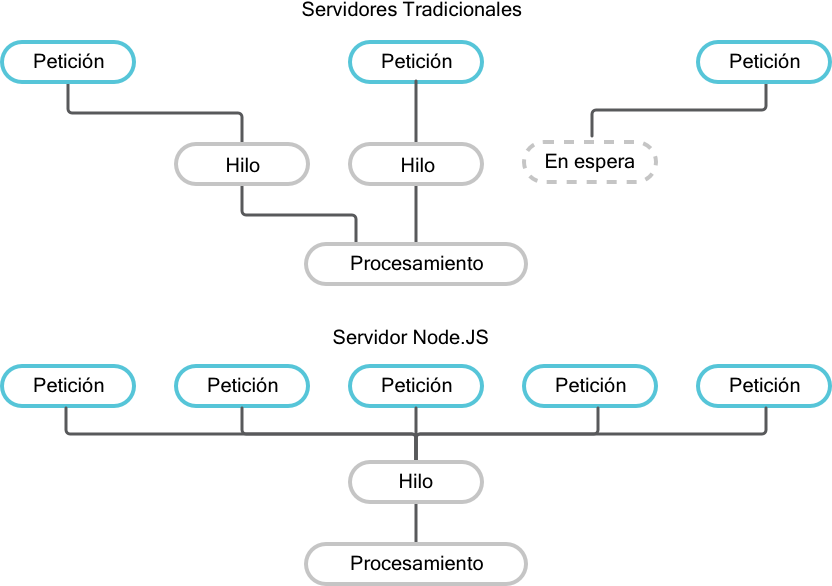 Servidores Tradicionales
Petición
Petición
Petición
Hilo
Hilo
En espera
Procesamiento
Servidor Node.JS
Petición
Petición
Petición
Petición
Petición
Hilo
Procesamiento